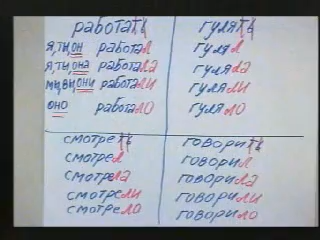 работать
я,ты,он работал
я,ты,она работала
мы,вы,они работали
оно работало
гулять
гулял
гуляла
гуляли
гуляло
смотреть
смотрел
смотрела
смотрели
смотрело
говорить
говорил
говорила
говорили
говорило